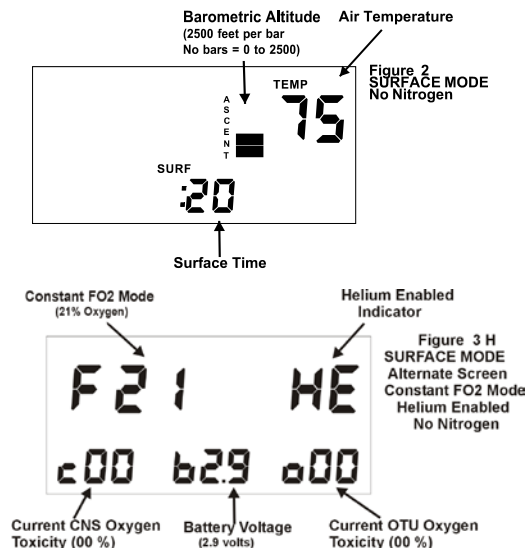 Barometric Altitude
(2500 feet per bar
No bars = 0 to 2500)
Air Temperature
Figure 2
SURFACE MODE
No Nitrogen
TEMP
75
ASCENT
SURF
:20
Surface Time
Constant FO2 Mode
(21% Oxygen)
Helium Enabled
Indicator
Figure 3 H
SURFACE MODE
Alternate Screen
Constant FO2 Mode
Helium Enabled
No Nitrogen
F21
HE
c00
b2.9
o00
Current CNS Oxygen
Toxicity (00 %)
Battery Voltage
(2.9 volts)
Current OTU Oxygen
Toxicity (00 %)